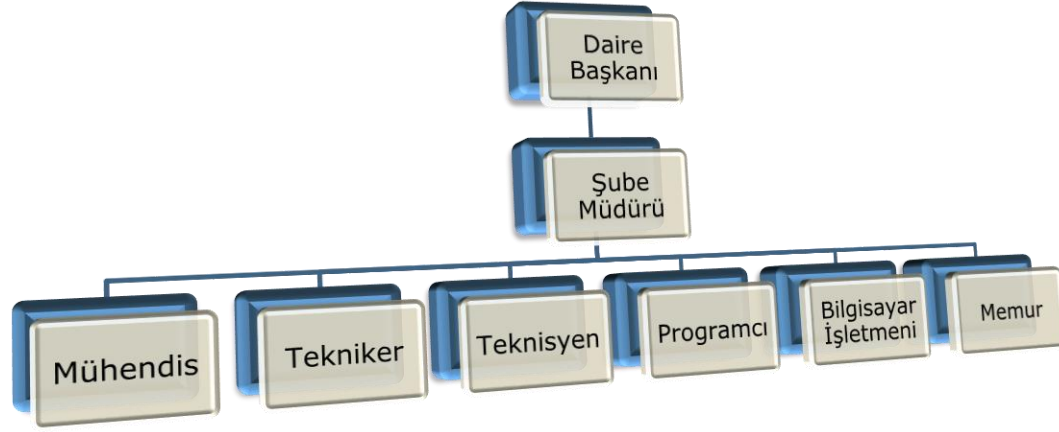 Daire
Başkanı
Şube
Müdürü
Mühendis
Tekniker
Teknisyen
Programcı
Bilgisayar
İşletmeni
Memur